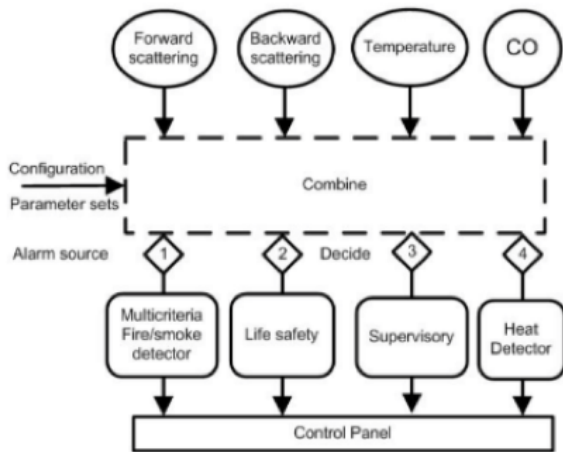 Forward
scattering
Backward
scattering
Temperature
CO
Configuration
Parameter sets
Combine
Alarm source
1
2
Decide
3
4
Multicriteria
Fire/smoke
detector
Life safety
Supervisory
Heat
Detector
Control Panel